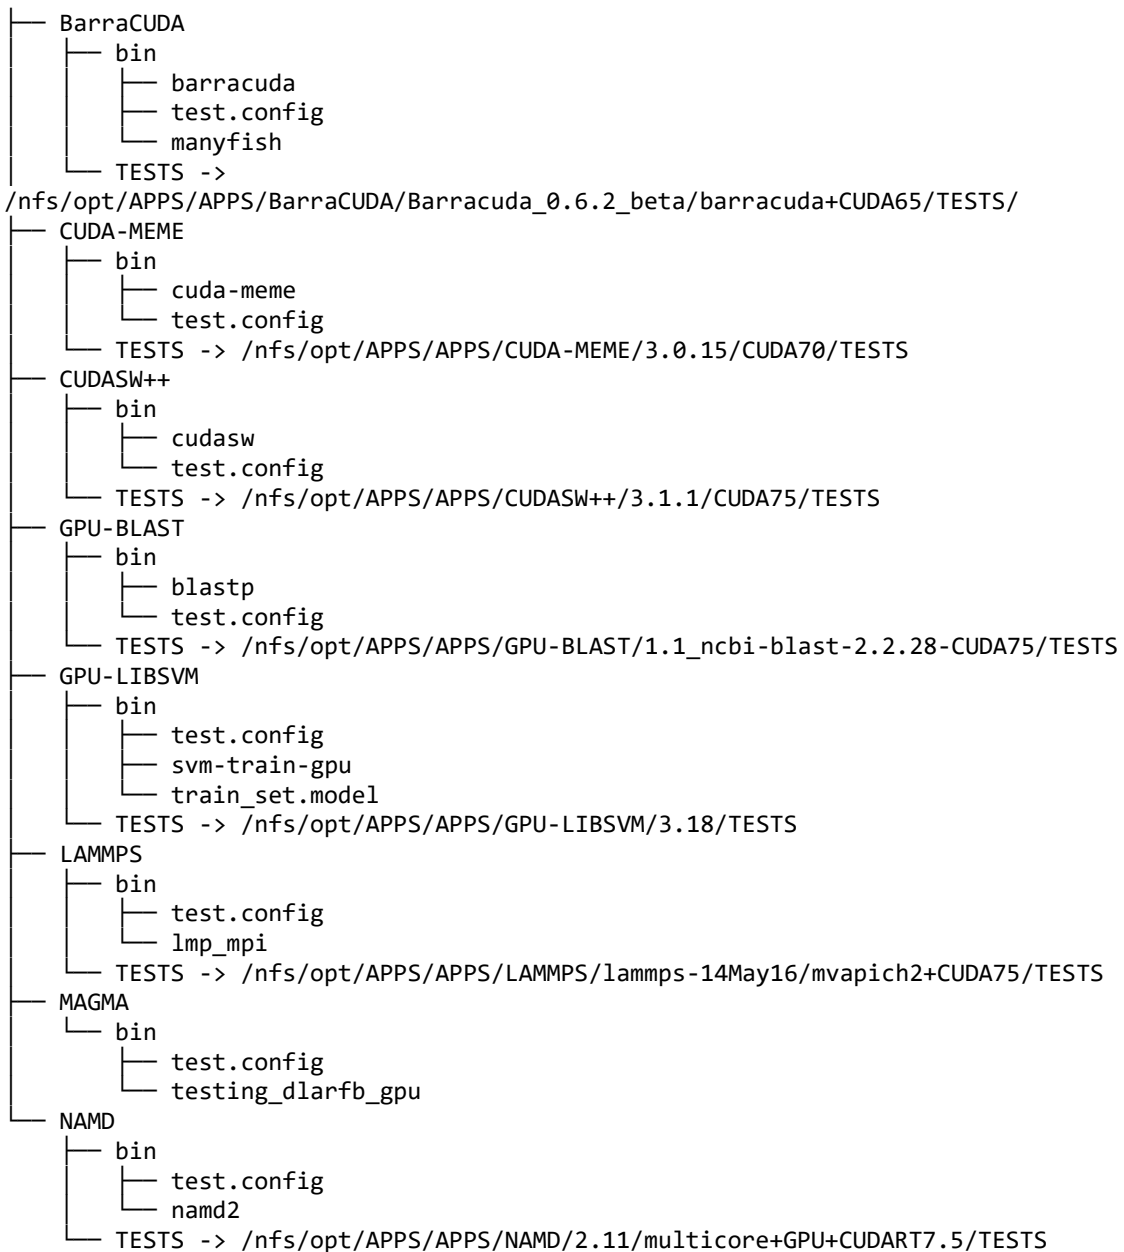 ├── BarraCUDA
│   ├── bin
│   │   ├── barracuda
│   │   ├── test.config
│   │   └── manyfish
│   └── TESTS ->
/nfs/opt/APPS/APPS/BarraCUDA/Barracuda_0.6.2_beta/barracuda+CUDA65/TESTS/
├── CUDA-MEME
│   ├── bin
│   │   ├── cuda-meme
│   │   └── test.config
│   └── TESTS -> /nfs/opt/APPS/APPS/CUDA-MEME/3.0.15/CUDA70/TESTS
├── CUDASW++
│   ├── bin
│   │   ├── cudasw
│   │   └── test.config
│   └── TESTS -> /nfs/opt/APPS/APPS/CUDASW++/3.1.1/CUDA75/TESTS
├── GPU-BLAST
│   ├── bin
│   │   ├── blastp
│   │   └── test.config
│   └── TESTS -> /nfs/opt/APPS/APPS/GPU-BLAST/1.1_ncbi-blast-2.2.28-CUDA75/TESTS
├── GPU-LIBSVM
│   ├── bin
│   │   ├── test.config
│   │   ├── svm-train-gpu
│   │   └── train_set.model
│   └── TESTS -> /nfs/opt/APPS/APPS/GPU-LIBSVM/3.18/TESTS
├── LAMMPS
│   ├── bin
│   │   ├── test.config
│   │   └── lmp_mpi
│   └── TESTS -> /nfs/opt/APPS/APPS/LAMMPS/lammps-14May16/mvapich2+CUDA75/TESTS
├── MAGMA
│   └── bin
│       ├── test.config
│       └── testing_dlarfb_gpu
└── NAMD
    ├── bin
    │   ├── test.config
    │   └── namd2
    └── TESTS -> /nfs/opt/APPS/APPS/NAMD/2.11/multicore+GPU+CUDART7.5/TESTS